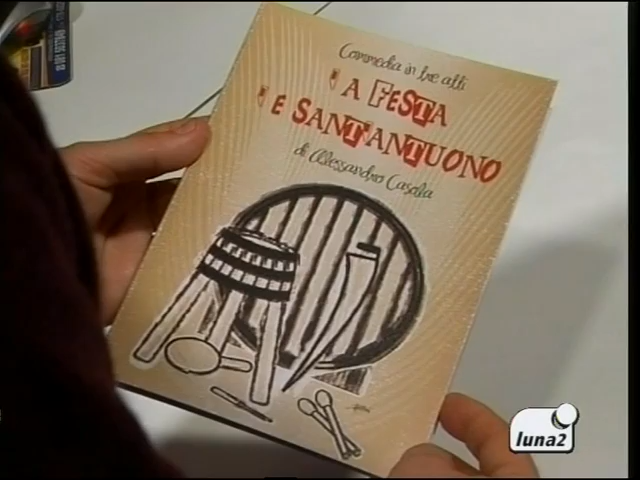 Commedia in tre atti
'A FESTA
'E SANT'ANTUONO
di Alessandro Casola
luna2